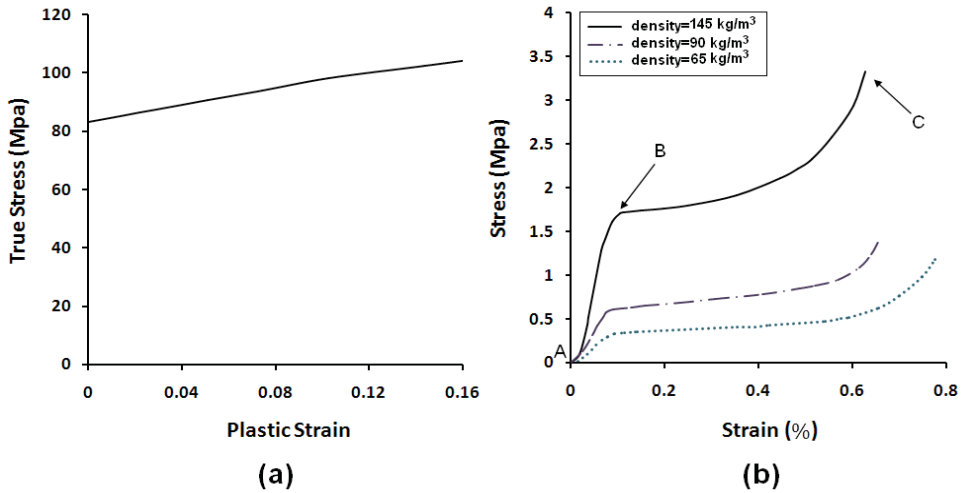 120
100
80
60
40
20
0
True Stress (Mpa)
0 0.04 0.08 0.12 0.16
Plastic Strain
(a)
density=145 kg/m³
density=90 kg/m³
density=65 kg/m³
4
3.5
3
2.5
2
1.5
1
0.5
0
Stress (Mpa)
A
B
C
0 0.2 0.4 0.6 0.8
Strain (%)
(b)